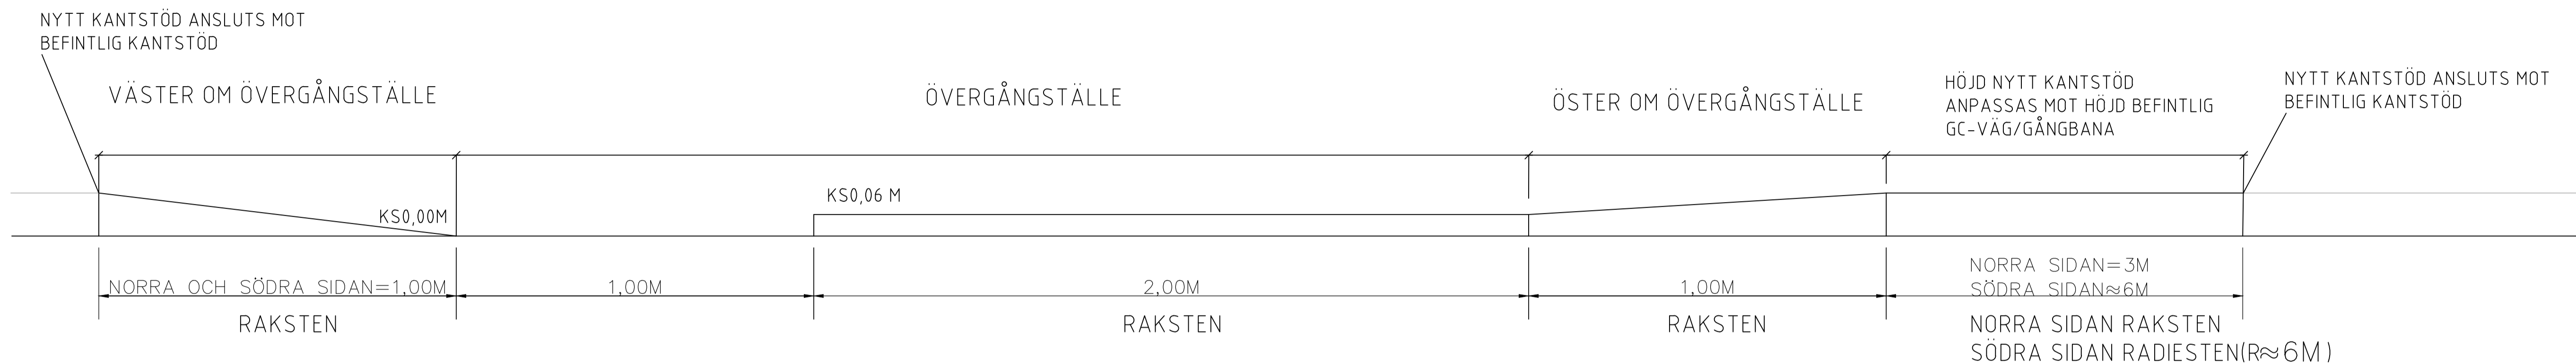 NYTT KANTSTÖD ANSLUTS MOT
BEFINTLIG KANTSTÖD
VÄSTER OM ÖVERGÅNGSTÄLLE
ÖVERGÅNGSTÄLLE
ÖSTER OM ÖVERGÅNGSTÄLLE
HÖJD NYTT KANTSTÖD
ANPASSAS MOT HÖJD BEFINTLIG
GC-VÄG/GÅNGBANA
NYTT KANTSTÖD ANSLUTS MOT
BEFINTLIG KANTSTÖD
KS0,00M
KS0,06 M
NORRA OCH SÖDRA SIDAN=1,00M
1,00M
2,00M
1,00M
NORRA SIDAN=3M
SÖDRA SIDAN≈6M
RAKSTEN
RAKSTEN
RAKSTEN
NORRA SIDAN RAKSTEN
SÖDRA SIDAN RADIESTEN(R≈6M)